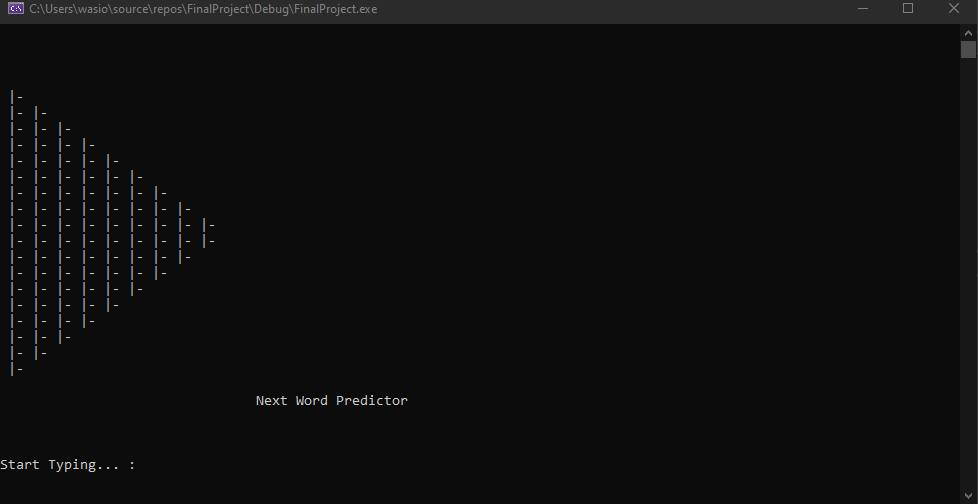 C:\Users\wasio\source\repos\FinalProject\Debug\FinalProject.exe
|-
|- |-
|- |- |-
|- |- |- |-
|- |- |- |- |-
|- |- |- |- |- |-
|- |- |- |- |- |- |-
|- |- |- |- |- |- |- |-
|- |- |- |- |- |- |- |- |-
|- |- |- |- |- |- |- |- |-
|- |- |- |- |- |- |- |-
|- |- |- |- |- |- |-
|- |- |- |- |- |-
|- |- |- |- |-
|- |- |- |-
|- |- |-
|- |-
|-
Next Word Predictor
Start Typing... :